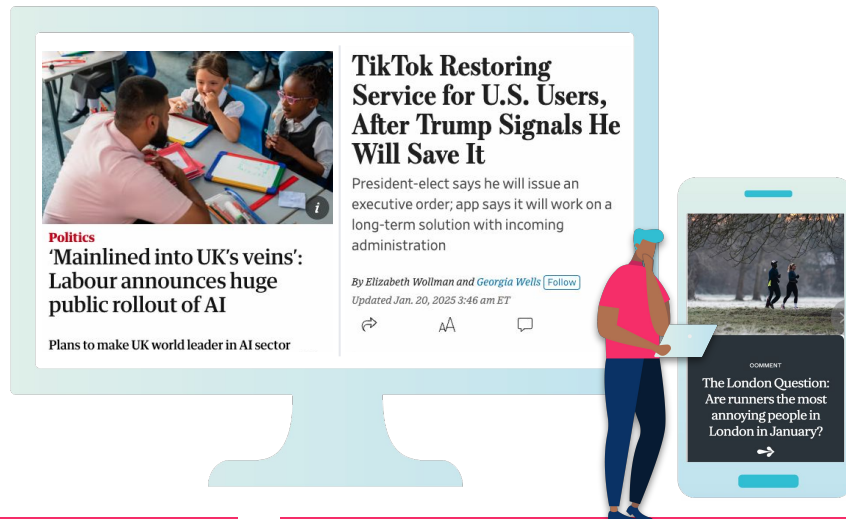 i
Politics
‘Mainlined into UK’s veins’:
Labour announces huge
public rollout of AI
Plans to make UK world leader in AI sector
TikTok Restoring
Service for U.S. Users,
After Trump Signals He
Will Save It
President-elect says he will issue an
executive order; app says it will work on a
long-term solution with incoming
administration
By Elizabeth Wollman and Georgia Wells Follow
Updated Jan. 20, 2025 3:46 am ET
AA
COMMENT
The London Question:
Are runners the most
annoying people in
London in January?